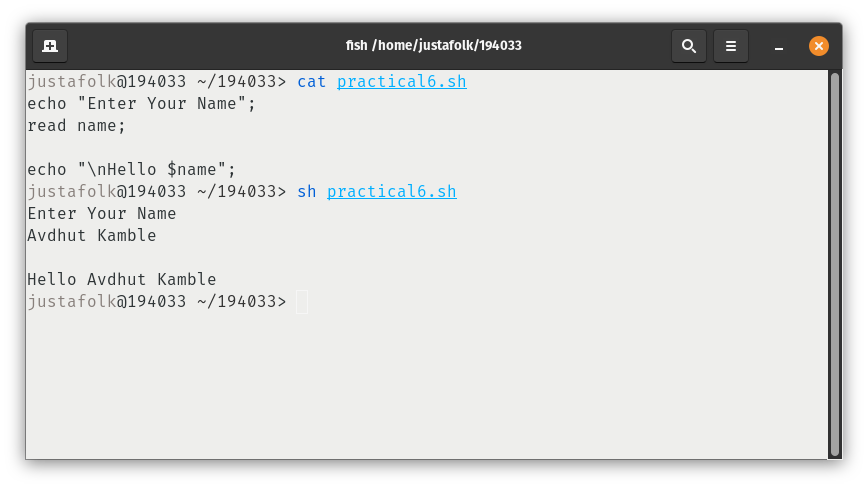 fish /home/justafolk/194033
justafolk@194033 ~/194033> cat practical6.sh
echo "Enter Your Name";
read name;
echo "\nHello $name";
justafolk@194033 ~/194033> sh practical6.sh
Enter Your Name
Avdhut Kamble
Hello Avdhut Kamble
justafolk@194033 ~/194033>